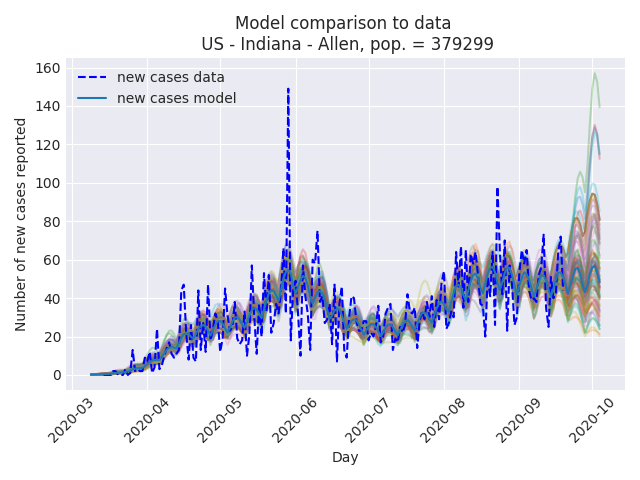 Model comparison to data
US - Indiana - Allen, pop. = 379299
160
140
120
100
80
60
40
20
0
new cases data
new cases model
Number of new cases reported
2020-03
2020-04
2020-05
2020-06
2020-07
2020-08
2020-09
2020-10
Day